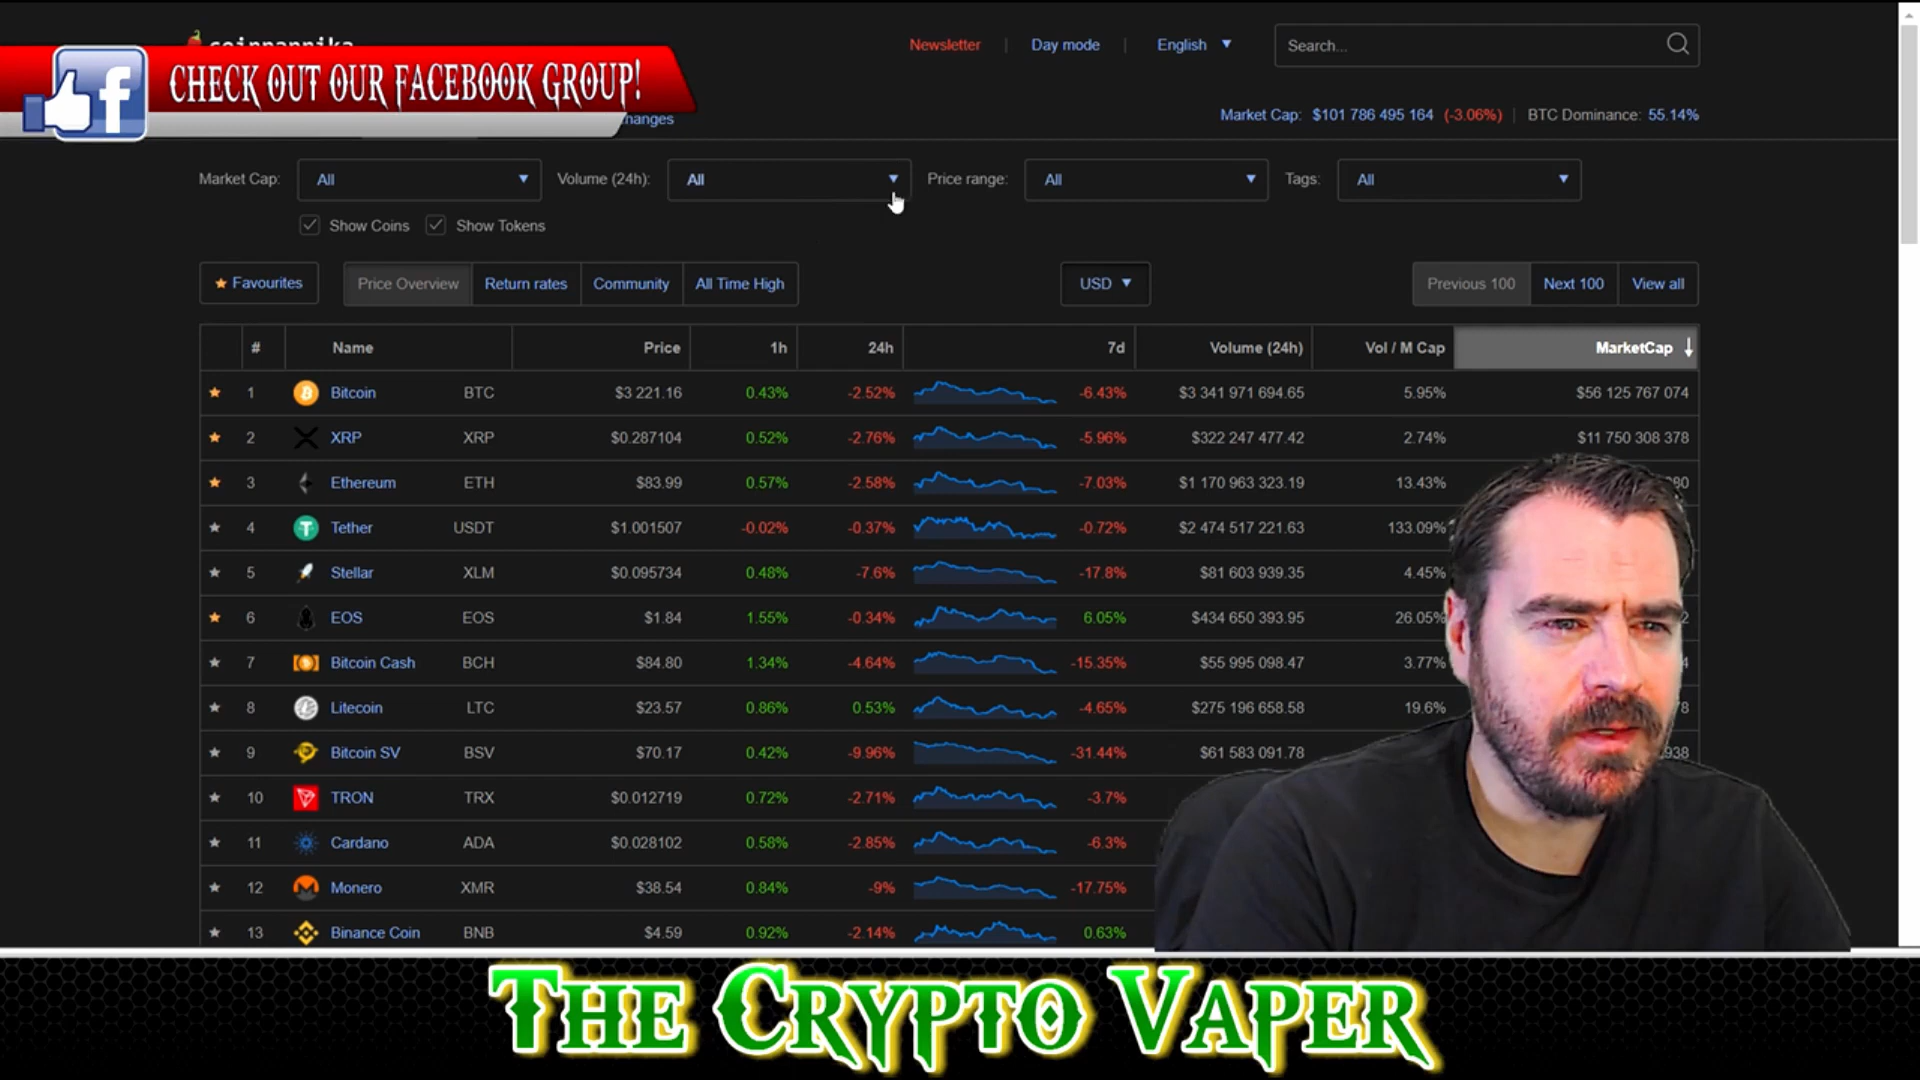 Newsletter | Day mode | English Search...
CHECK OUT OUR FACEBOOK GROUP!
Market Cap: $101 786 495 164 (-3.06%) | BTC Dominance: 55.14%
Market Cap: All Volume (24h): All Price range: All Tags: All
Show Coins Show Tokens
Favourites Price Overview Return rates Community All Time High USD Previous 100 Next 100 View all
# Name Price 1h 24h 7d Volume (24h) Vol / M Cap MarketCap
1 Bitcoin BTC $3 221.16 0.43% -2.52% -6.43% $3 341 971 694.65 5.95% $56 125 767 074
2 XRP XRP $0.287104 0.52% -2.76% -5.96% $322 247 477.42 2.74% $11 750 308 378
3 Ethereum ETH $83.99 0.57% -2.58% -7.03% $1 170 963 323.19 13.43%
4 Tether USDT $1.001507 -0.02% -0.37% -0.72% $2 474 517 221.63 133.09%
5 Stellar XLM $0.095734 0.48% -7.6% -17.8% $81 603 939.35 4.45%
6 EOS EOS $1.84 1.55% -0.34% 6.05% $434 650 393.95 26.05%
7 Bitcoin Cash BCH $84.80 1.34% -4.64% -15.35% $55 995 098.47 3.77%
8 Litecoin LTC $23.57 0.86% 0.53% -4.65% $275 196 658.58 19.6%
9 Bitcoin SV BSV $70.17 0.42% -9.96% -31.44% $61 583 091.78
10 TRON TRX $0.012719 0.72% -2.71% -3.7%
11 Cardano ADA $0.028102 0.58% -2.85% -6.3%
12 Monero XMR $38.54 0.84% -9% -17.75%
13 Binance Coin BNB $4.59 0.92% -2.14% 0.63%
THE CRYPTO VAPER